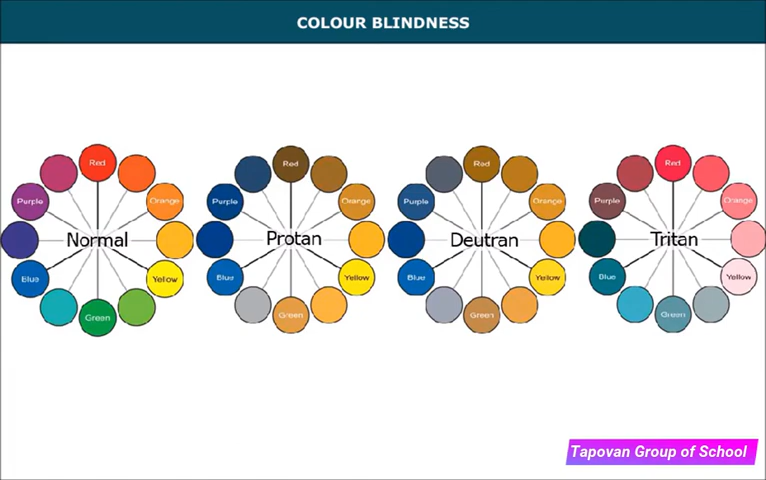 COLOUR BLINDNESS
Red
Orange
Yellow
Green
Blue
Purple
Normal
Red
Orange
Yellow
Green
Blue
Purple
Protan
Red
Orange
Yellow
Green
Blue
Purple
Deutran
Red
Orange
Yellow
Green
Blue
Purple
Tritan
Tapovan Group of School